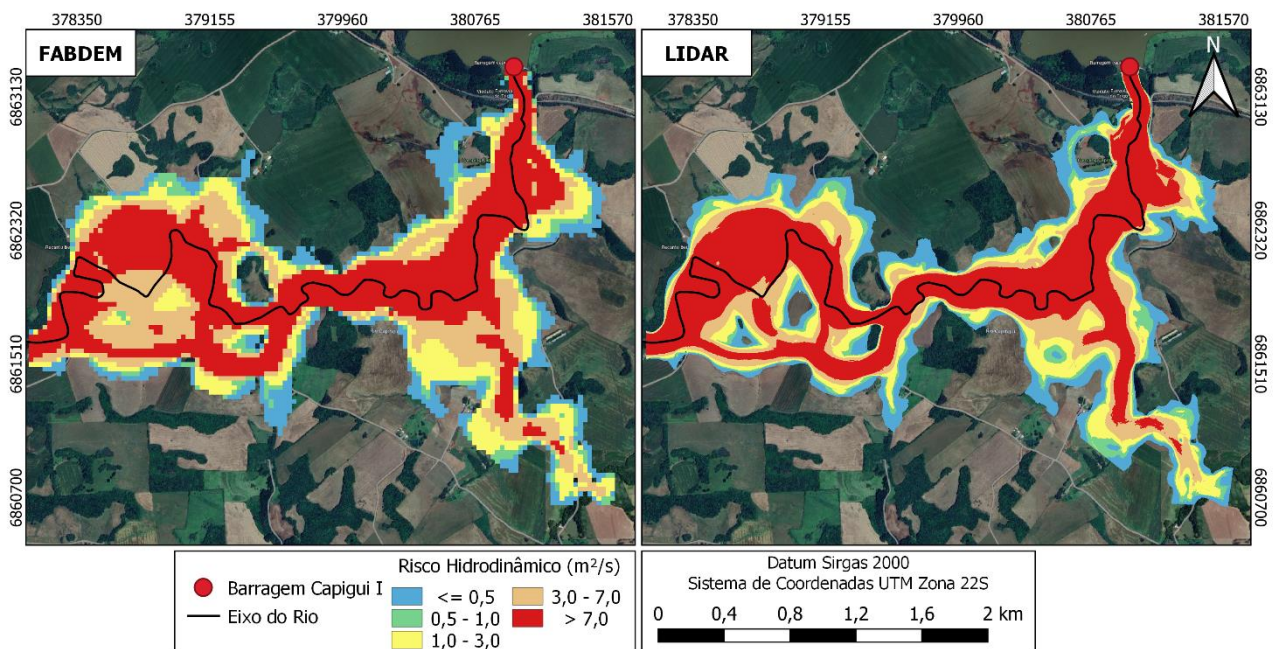 378350 379155 379960 380765 381570 378350 379155 379960 380765 381570
FABDEM
LIDAR
N
6863130
6862320
6861510
6860700
6863130
6862320
6861510
6860700
Barragem Capigui I
Eixo do Rio
Risco Hidrodinâmico (m²/s)
<= 0,5
0,5 - 1,0
1,0 - 3,0
3,0 - 7,0
> 7,0
Datum Sirgas 2000
Sistema de Coordenadas UTM Zona 22S
0 0,4 0,8 1,2 1,6 2 km